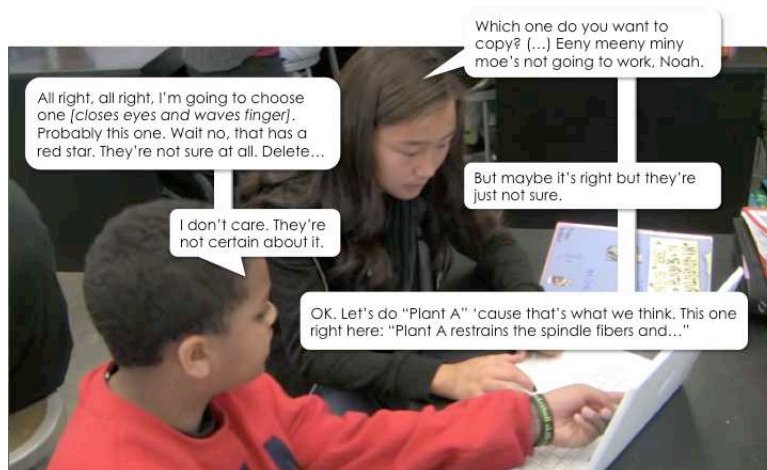 Which one do you want to
copy? (…) Eeny meeny miny
moe's not going to work, Noah.
All right, all right, I'm going to choose
one [closes eyes and waves finger].
Probably this one. Wait no, that has a
red star. They're not sure at all. Delete…
But maybe it's right but they're
just not sure.
I don't care. They're
not certain about it.
OK. Let's do “Plant A” ‘cause that's what we think. This one
right here: “Plant A restrains the spindle fibers and…”